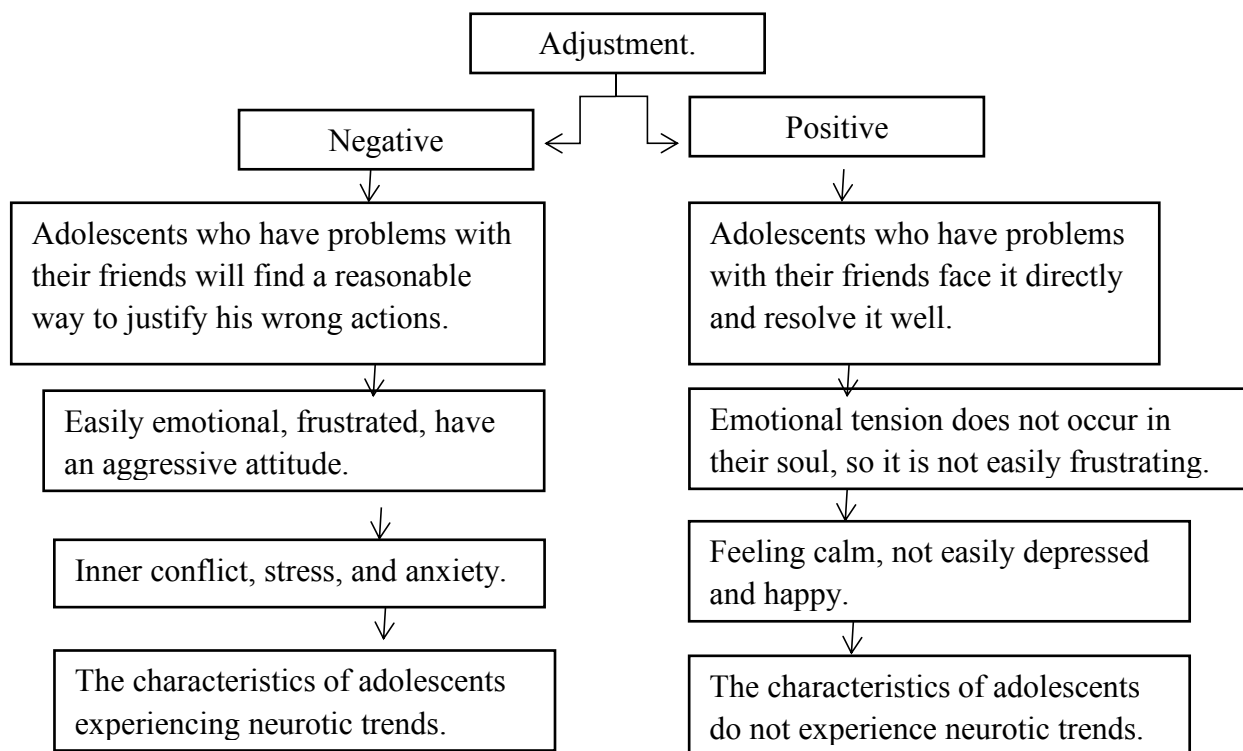 Adjustment.
Negative
Positive
Adolescents who have problems with
their friends will find a reasonable
way to justify his wrong actions.
Adolescents who have problems
with their friends face it directly
and resolve it well.
Easily emotional, frustrated, have
an aggressive attitude.
Emotional tension does not occur in
their soul, so it is not easily frustrating.
Inner conflict, stress, and anxiety.
Feeling calm, not easily depressed
and happy.
The characteristics of adolescents
experiencing neurotic trends.
The characteristics of adolescents
do not experience neurotic trends.